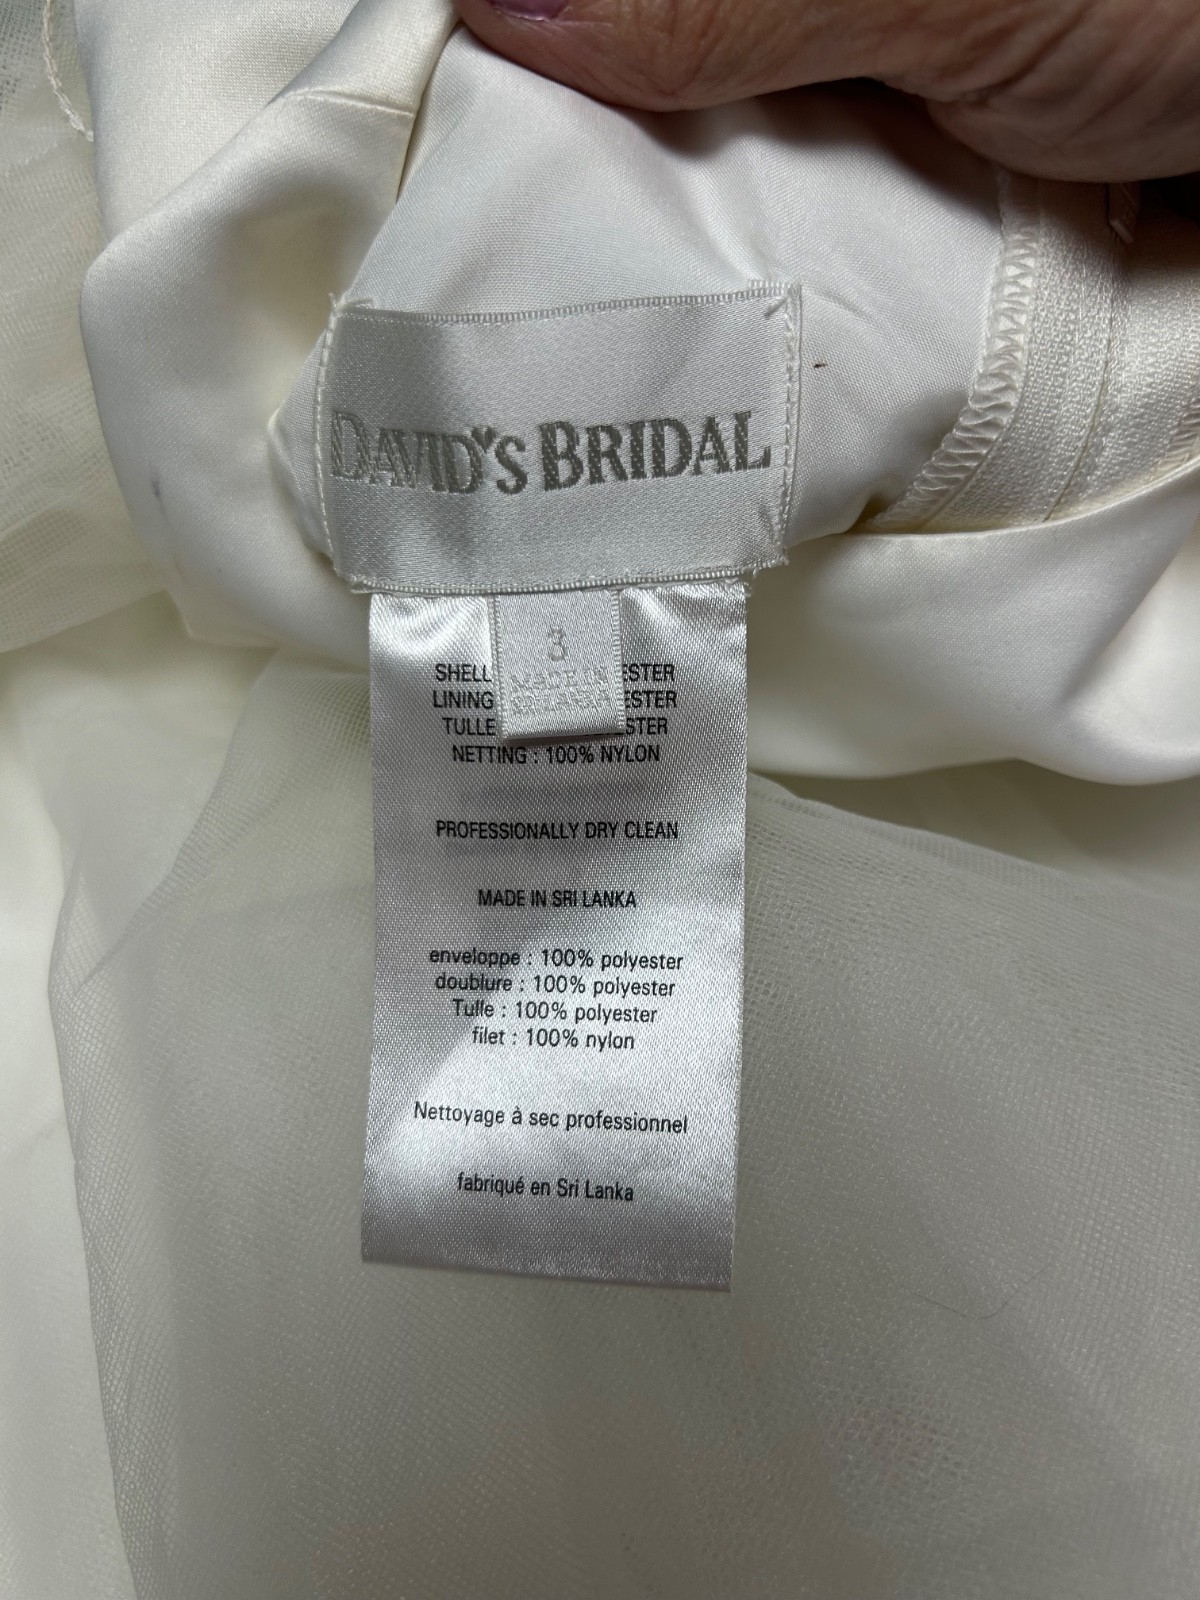 DAVID'S BRIDAL
3
MADE IN
SRI LANKA
SHELL ESTER
LINING ESTER
TULLE STER
NETTING : 100% NYLON
PROFESSIONALLY DRY CLEAN
MADE IN SRI LANKA
enveloppe : 100% polyester
doublure : 100% polyester
Tulle : 100% polyester
filet : 100% nylon
Nettoyage à sec professionnel
fabriqué en Sri Lanka